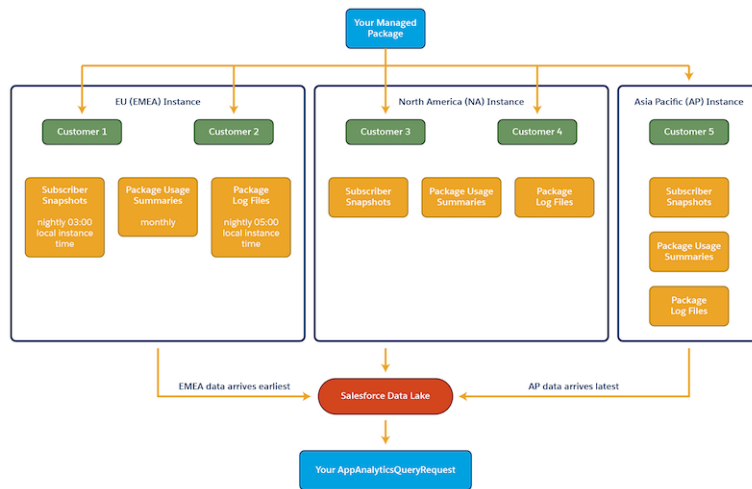 Your Managed
Package
EU (EMEA) Instance
Customer 1
Customer 2
Subscriber
Snapshots
nightly 03:00
local instance
time
Package Usage
Summaries
monthly
Package
Log Files
nightly 05:00
local instance
time
North America (NA) Instance
Customer 3
Customer 4
Subscriber
Snapshots
Package Usage
Summaries
Package
Log Files
Asia Pacific (AP) Instance
Customer 5
Subscriber
Snapshots
Package Usage
Summaries
Package
Log Files
EMEA data arrives earliest
Salesforce Data Lake
AP data arrives latest
Your AppAnalyticsQueryRequest